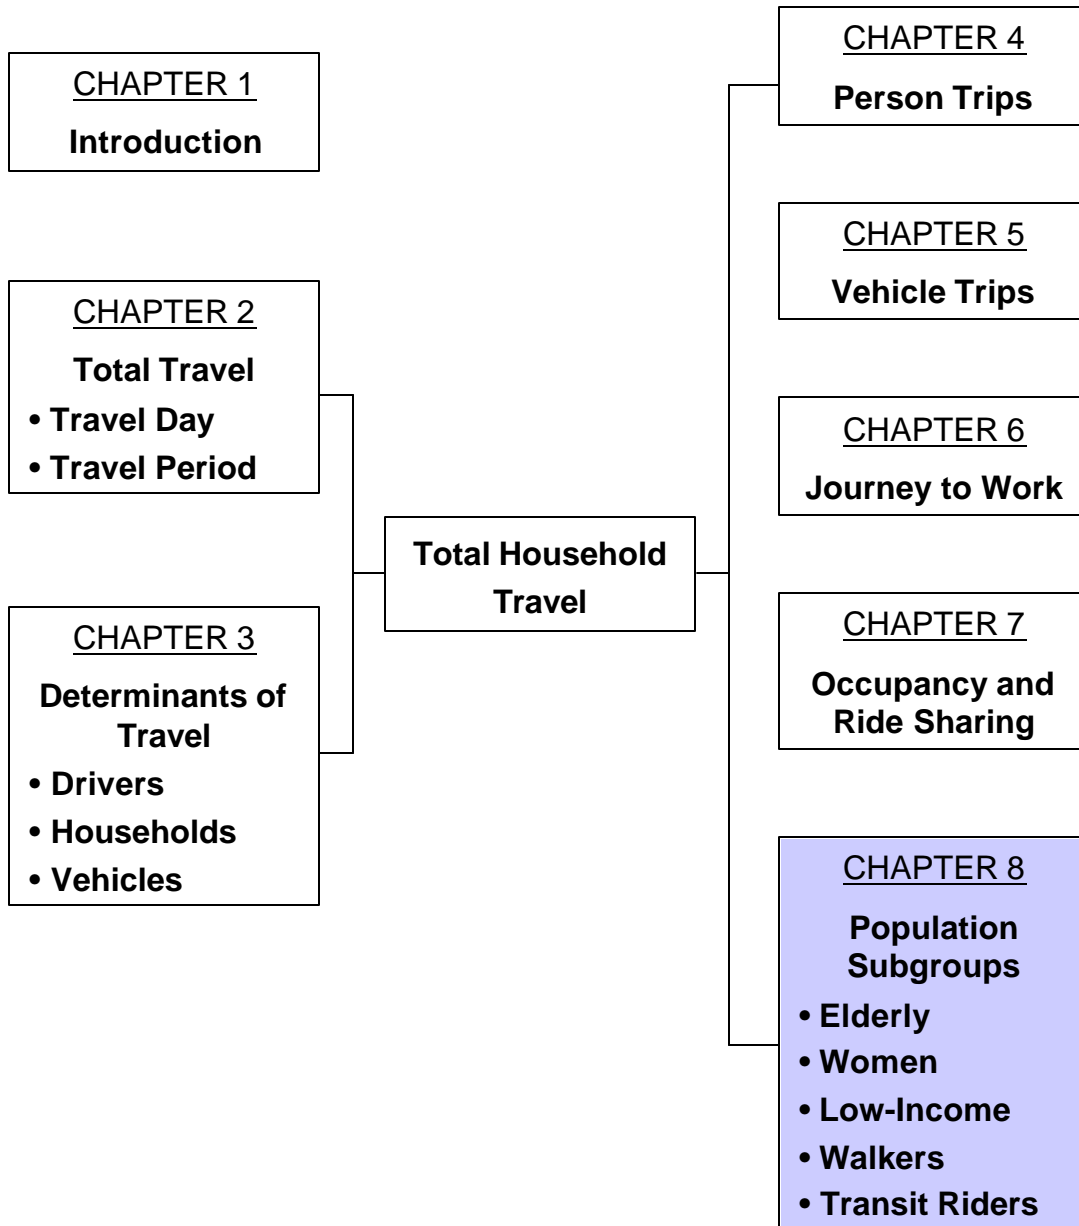 CHAPTER 1
Introduction
CHAPTER 2
Total Travel
• Travel Day
• Travel Period
CHAPTER 3
Determinants of
Travel
• Drivers
• Households
• Vehicles
Total Household
Travel
CHAPTER 4
Person Trips
CHAPTER 5
Vehicle Trips
CHAPTER 6
Journey to Work
CHAPTER 7
Occupancy and
Ride Sharing
CHAPTER 8
Population
Subgroups
• Elderly
• Women
• Low-Income
• Walkers
• Transit Riders